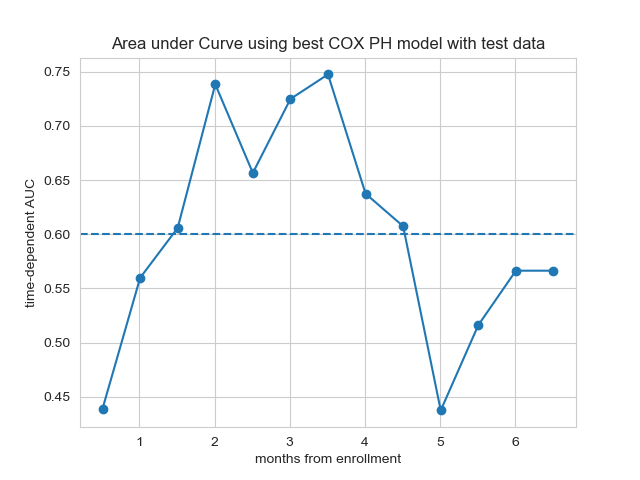 Area under Curve using best COX PH model with test data
time-dependent AUC
0.75
0.70
0.65
0.60
0.55
0.50
0.45
1 2 3 4 5 6
months from enrollment